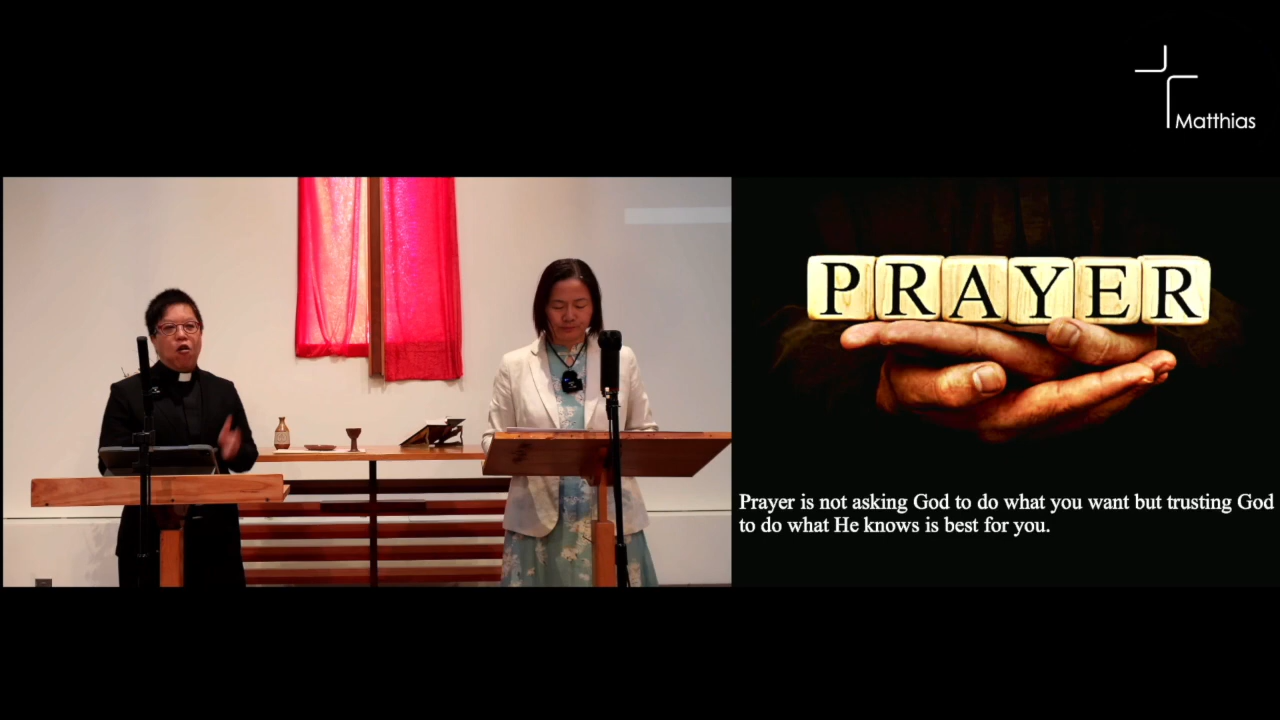 Matthias
PRAYER
Prayer is not asking God to do what you want but trusting God
to do what He knows is best for you.